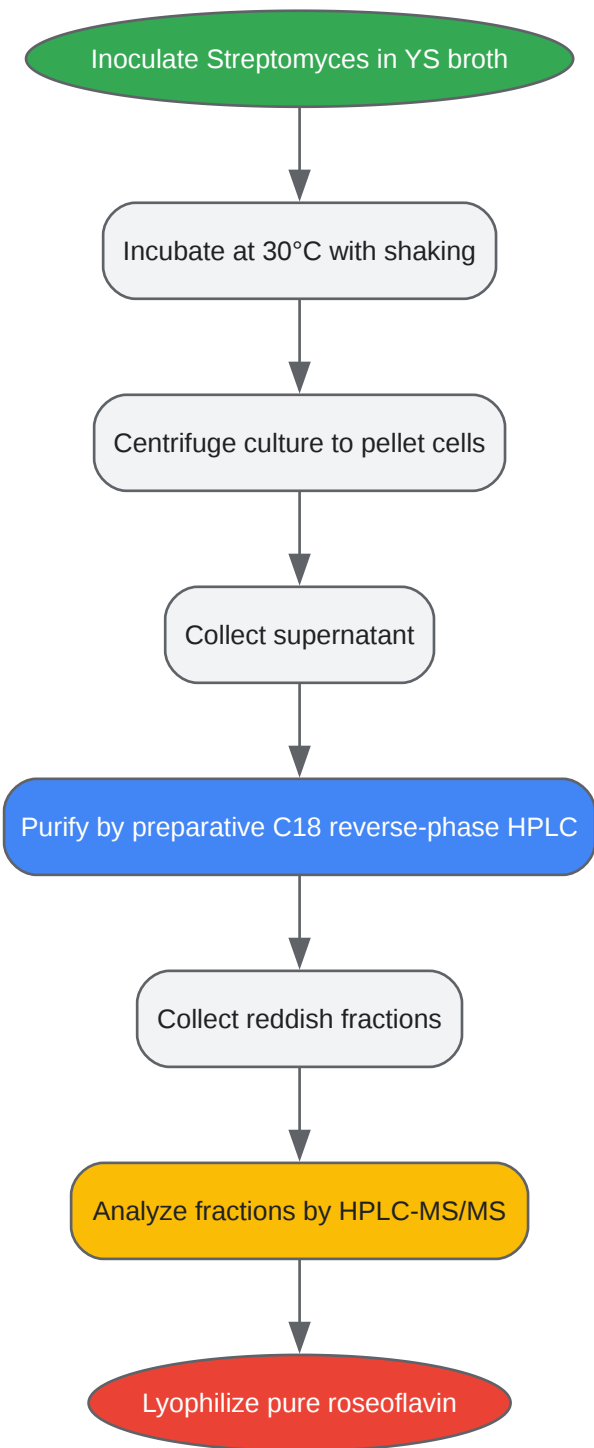 Inoculate Streptomyces in YS broth
Incubate at 30°C with shaking
Centrifuge culture to pellet cells
Collect supernatant
Purify by preparative C18 reverse-phase HPLC
Collect reddish fractions
Analyze fractions by HPLC-MS/MS
Lyophilize pure roseoflavin